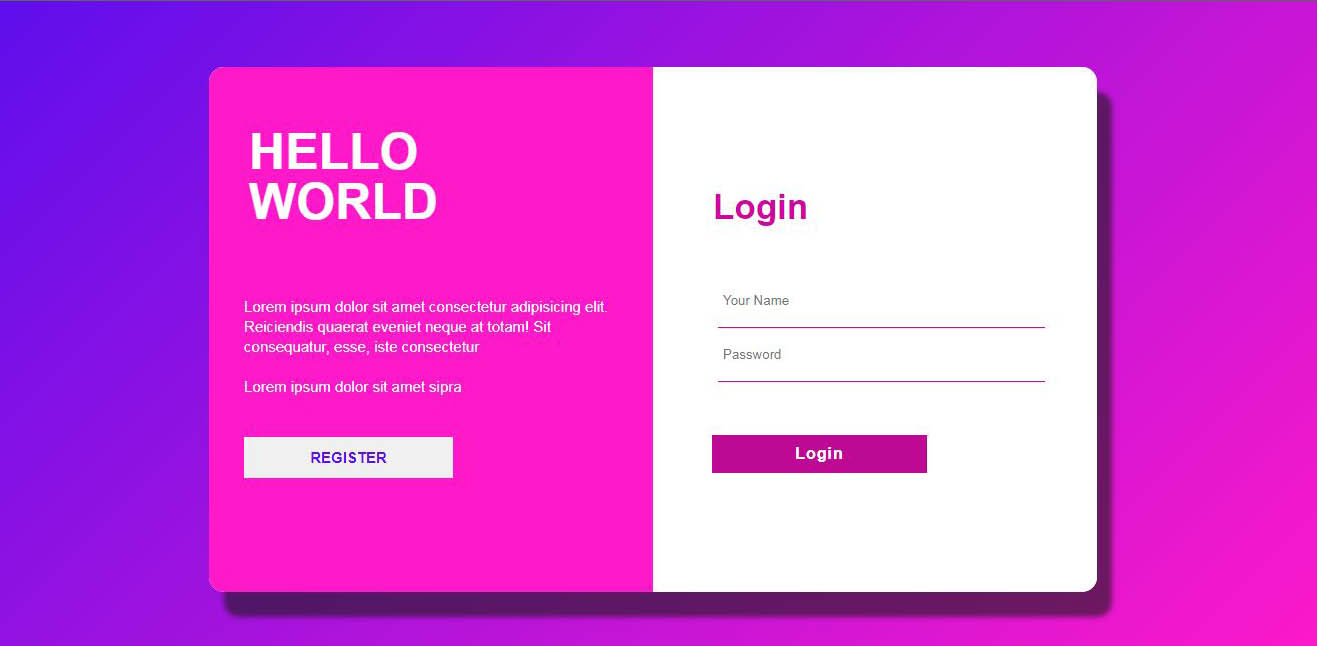 HELLO
WORLD
Lorem ipsum dolor sit amet consectetur adipisicing elit.
Reiciendis quaerat eveniet neque at totam! Sit
consequatur, esse, iste consectetur
Lorem ipsum dolor sit amet sipra
REGISTER
Login
Your Name
Password
Login